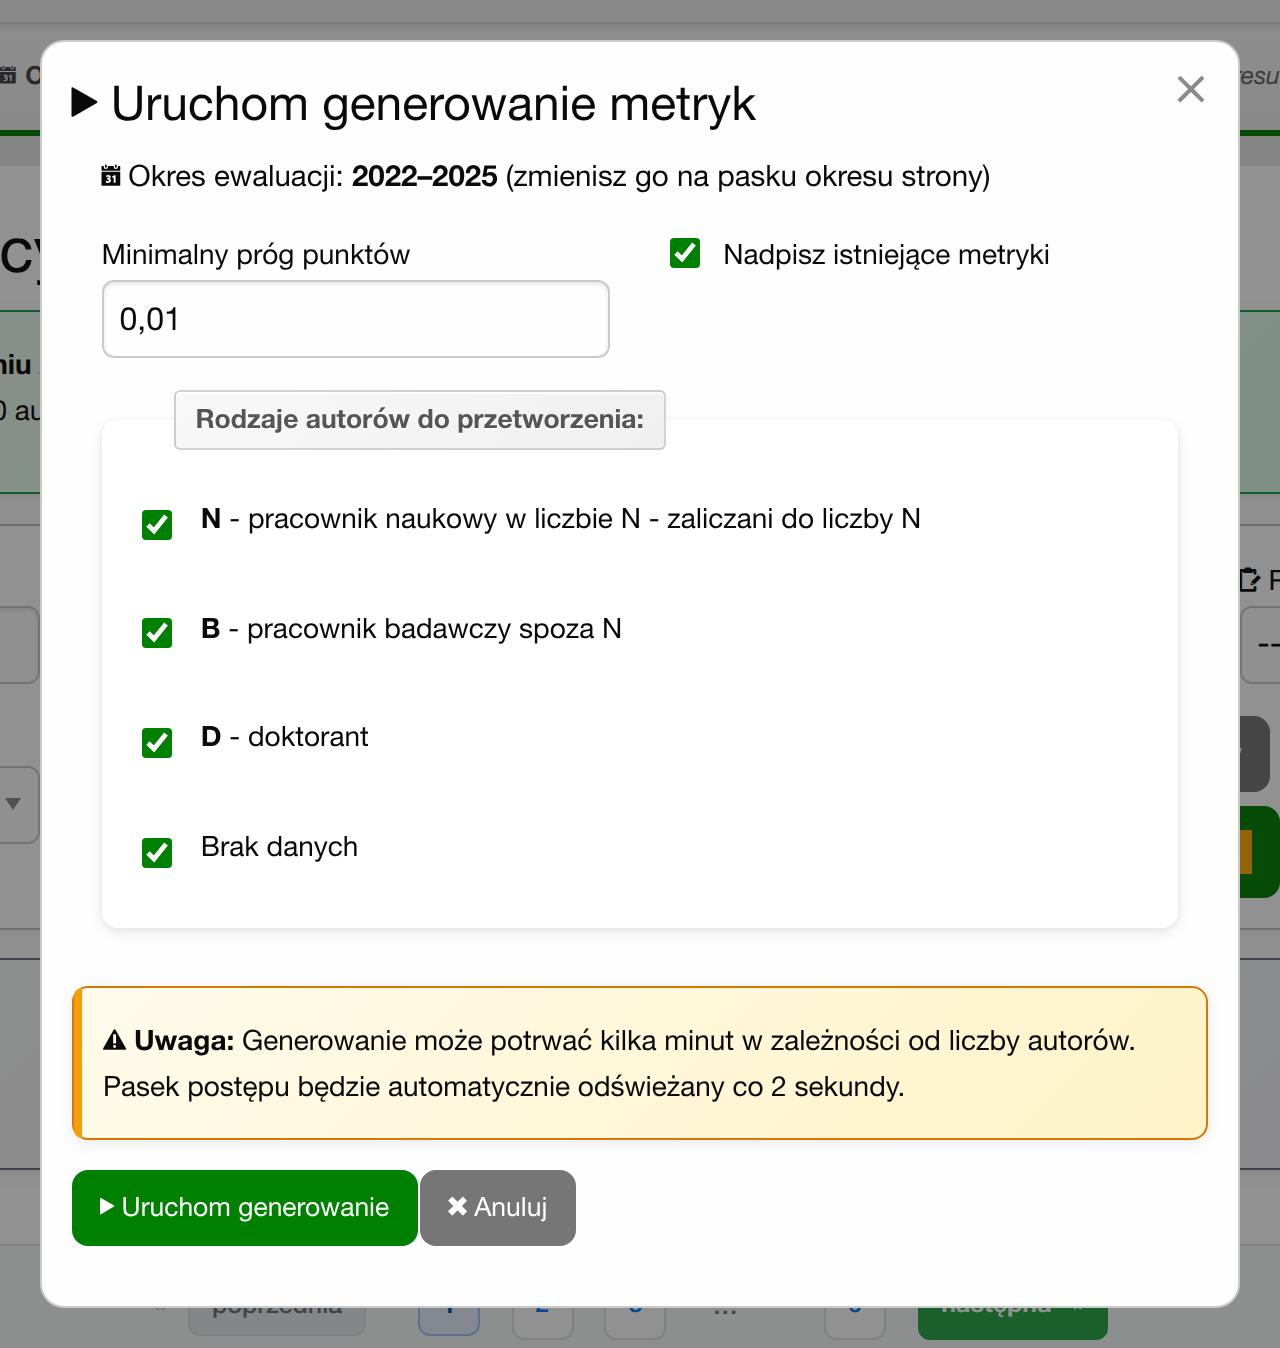 Uruchom generowanie metryk
Okres ewaluacji: 2022–2025 (zmienisz go na pasku okresu strony)
Minimalny próg punktów
Nadpisz istniejące metryki
0,01
Rodzaje autorów do przetworzenia:
N - pracownik naukowy w liczbie N - zaliczani do liczby N
B - pracownik badawczy spoza N
D - doktorant
Brak danych
Uwaga: Generowanie może potrwać kilka minut w zależności od liczby autorów.
Pasek postępu będzie automatycznie odświeżany co 2 sekundy.
Uruchom generowanie
Anuluj
poprzednia
następna